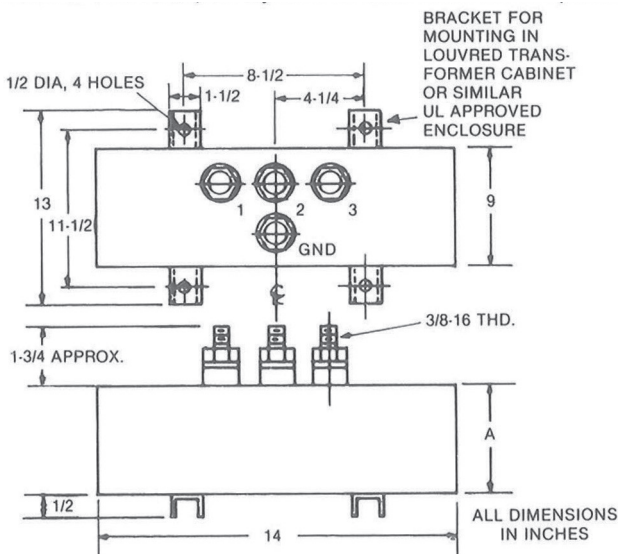 BRACKET FOR
MOUNTING IN
LOUVRED TRANS-
FORMER CABINET
OR SIMILAR
UL APPROVED
ENCLOSURE
1/2 DIA, 4 HOLES
8-1/2
1-1/2
4-1/4
13
11-1/2
9
1
2
3
GND
℄
3/8-16 THD.
1-3/4 APPROX.
A
1/2
14
ALL DIMENSIONS
IN INCHES